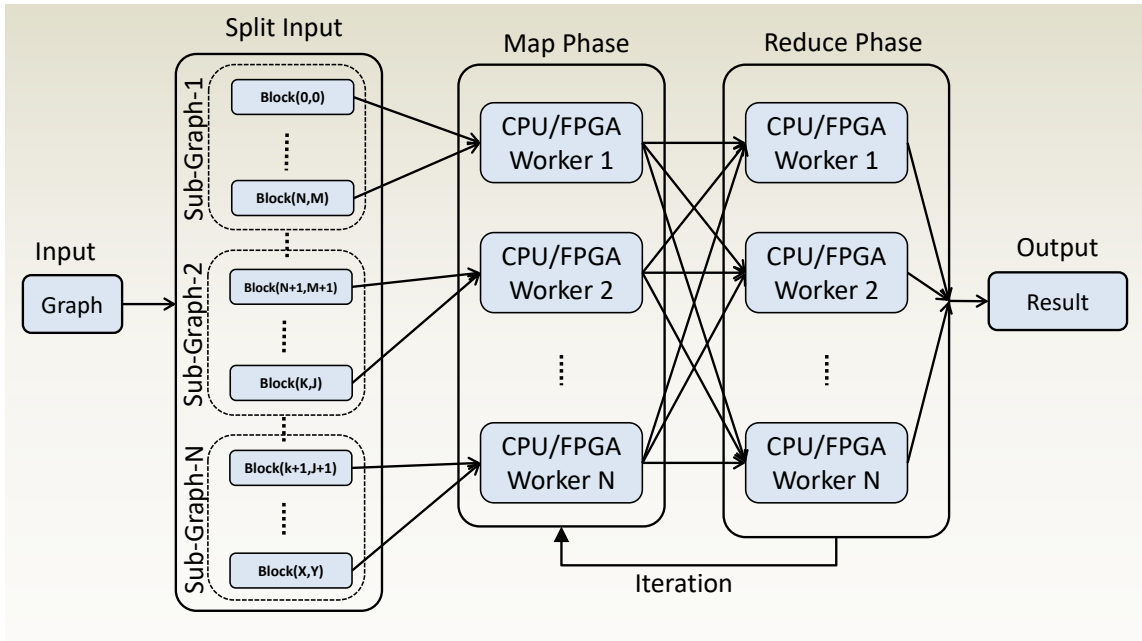 Input
Graph
Split Input
Sub-Graph-1
Block(0,0)
Block(N,M)
Sub-Graph-2
Block(N+1,M+1)
Block(K,J)
Sub-Graph-N
Block(k+1,J+1)
Block(X,Y)
Map Phase
CPU/FPGA
Worker 1
CPU/FPGA
Worker 2
CPU/FPGA
Worker N
Reduce Phase
CPU/FPGA
Worker 1
CPU/FPGA
Worker 2
CPU/FPGA
Worker N
Iteration
Output
Result